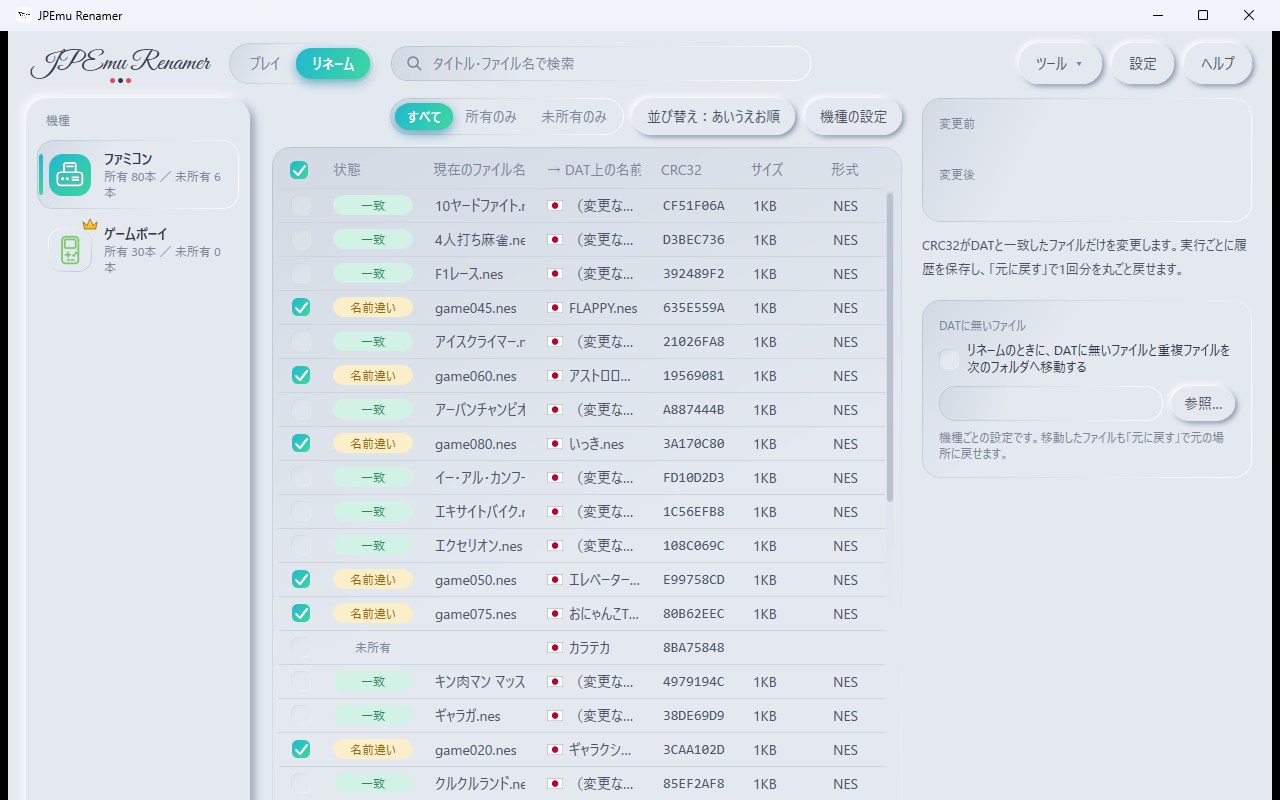 JPEmu Renamer
JPEmu Renamer
プレイ
リネーム
タイトル・ファイル名で検索
ツール ▾
設定
ヘルプ
機種
ファミコン
所有 80本 ／ 未所有 6
本
ゲームボーイ
所有 30本 ／ 未所有 0
本
すべて
所有のみ
未所有のみ
並び替え：あいうえお順
機種の設定
状態 現在のファイル名 → DAT上の名前 CRC32 サイズ 形式
一致 10ヤードファイト.r （変更な... CF51F06A 1KB NES
一致 4人打ち麻雀.ne （変更な... D3BEC736 1KB NES
一致 F1レース.nes （変更な... 392489F2 1KB NES
名前違い game045.nes FLAPPY.nes 635E559A 1KB NES
一致 アイスクライマー.n （変更な... 21026FA8 1KB NES
名前違い game060.nes アストロロ... 19569081 1KB NES
一致 アーバンチャンピオ （変更な... A887444B 1KB NES
名前違い game080.nes いっき.nes 3A170C80 1KB NES
一致 イー・アル・カンフー （変更な... FD10D2D3 1KB NES
一致 エキサイトバイク.r （変更な... 1C56EFB8 1KB NES
一致 エクセリオン.nes （変更な... 108C069C 1KB NES
名前違い game050.nes エレベーター... E99758CD 1KB NES
名前違い game075.nes おにゃんこT... 80B62EEC 1KB NES
未所有 カラテカ 8BA75848
一致 キン肉マン マッス （変更な... 4979194C 1KB NES
一致 ギャラガ.nes （変更な... 38DE69D9 1KB NES
名前違い game020.nes ギャラクシ... 3CAA102D 1KB NES
一致 クルクルランド.ne （変更な... 85EF2AF8 1KB NES
変更前
変更後
CRC32がDATと一致したファイルだけを変更します。実行ごとに履
歴を保存し、「元に戻す」で1回分を丸ごと戻せます。
DATに無いファイル
リネームのときに、DATに無いファイルと重複ファイルを
次のフォルダへ移動する
参照...
機種ごとの設定です。移動したファイルも「元に戻す」で元の場
所に戻せます。